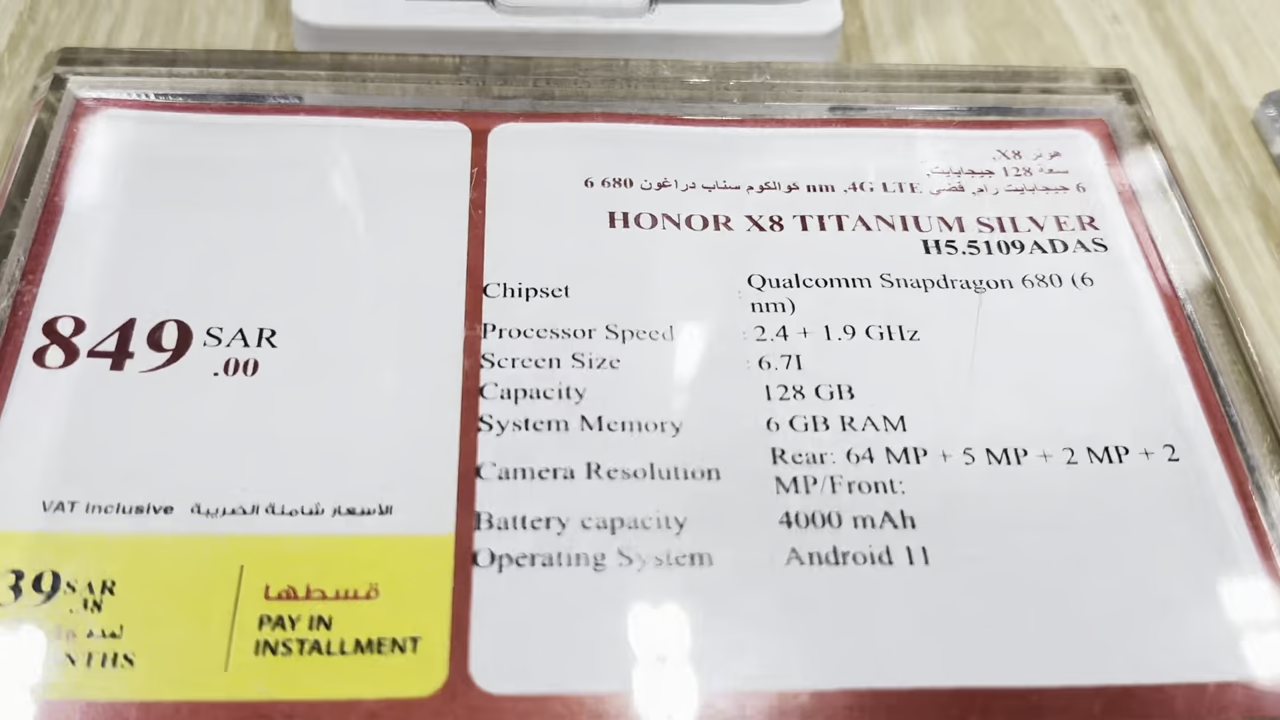 849 SAR
.00
VAT Inclusive الأسعار شاملة الضريبة
39 SAR
.38
لمدة
NTHS
قسطها
PAY IN
INSTALLMENT
هونر X8,
سعة 128 جيجابايت,
6 جيجابايت رام, فضي 4G LTE, nm كوالكوم سناب دراغون 680 6
HONOR X8 TITANIUM SILVER
H5.5109ADAS
Chipset : Qualcomm Snapdragon 680 (6
nm)
Processor Speed : 2.4 + 1.9 GHz
Screen Size : 6.7I
Capacity 128 GB
System Memory 6 GB RAM
Camera Resolution Rear: 64 MP + 5 MP + 2 MP + 2
MP/Front:
Battery capacity 4000 mAh
Operating System Android 11